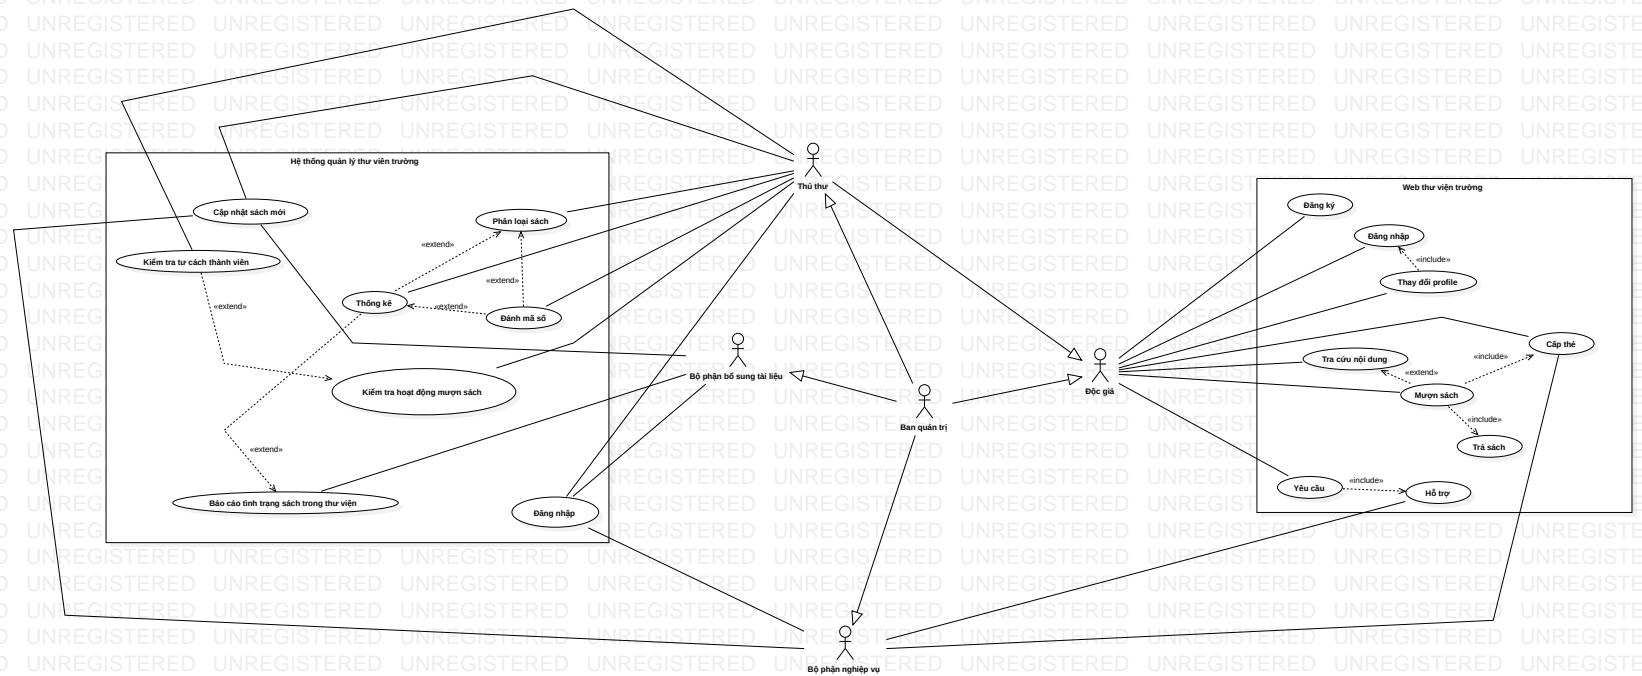 Hệ thống quản lý thư viên trường
Cập nhật sách mới
Phân loại sách
«extend»
Kiểm tra tư cách thành viên
«extend»
«extend»
Thống kê
«extend»
Đánh mã số
Kiểm tra hoạt động mượn sách
«extend»
Báo cáo tình trạng sách trong thư viện
Đăng nhập
Thủ thư
Bộ phận bổ sung tài liệu
Ban quản trị
Độc giả
Bộ phận nghiệp vụ
Web thư viện trường
Đăng ký
Đăng nhập
«include»
Thay đổi profile
Cấp thẻ
«include»
Tra cứu nội dung
«extend»
Mượn sách
«include»
Trả sách
Yêu cầu
«include»
Hỗ trợ
UNREGISTERED